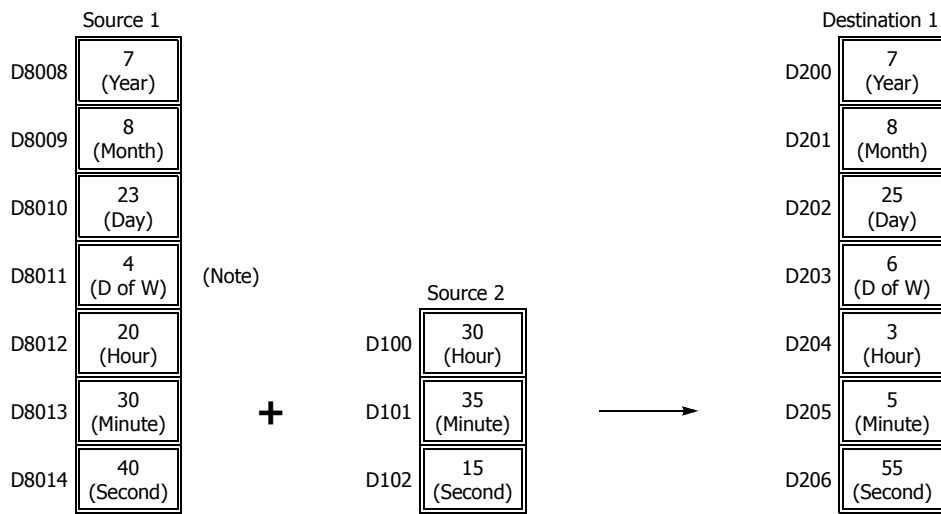 Source 1
D8008
7
(Year)
D8009
8
(Month)
D8010
23
(Day)
D8011
4
(D of W)
(Note)
D8012
20
(Hour)
D8013
30
(Minute)
D8014
40
(Second)
+
Source 2
D100
30
(Hour)
D101
35
(Minute)
D102
15
(Second)
Destination 1
D200
7
(Year)
D201
8
(Month)
D202
25
(Day)
D203
6
(D of W)
D204
3
(Hour)
D205
5
(Minute)
D206
55
(Second)